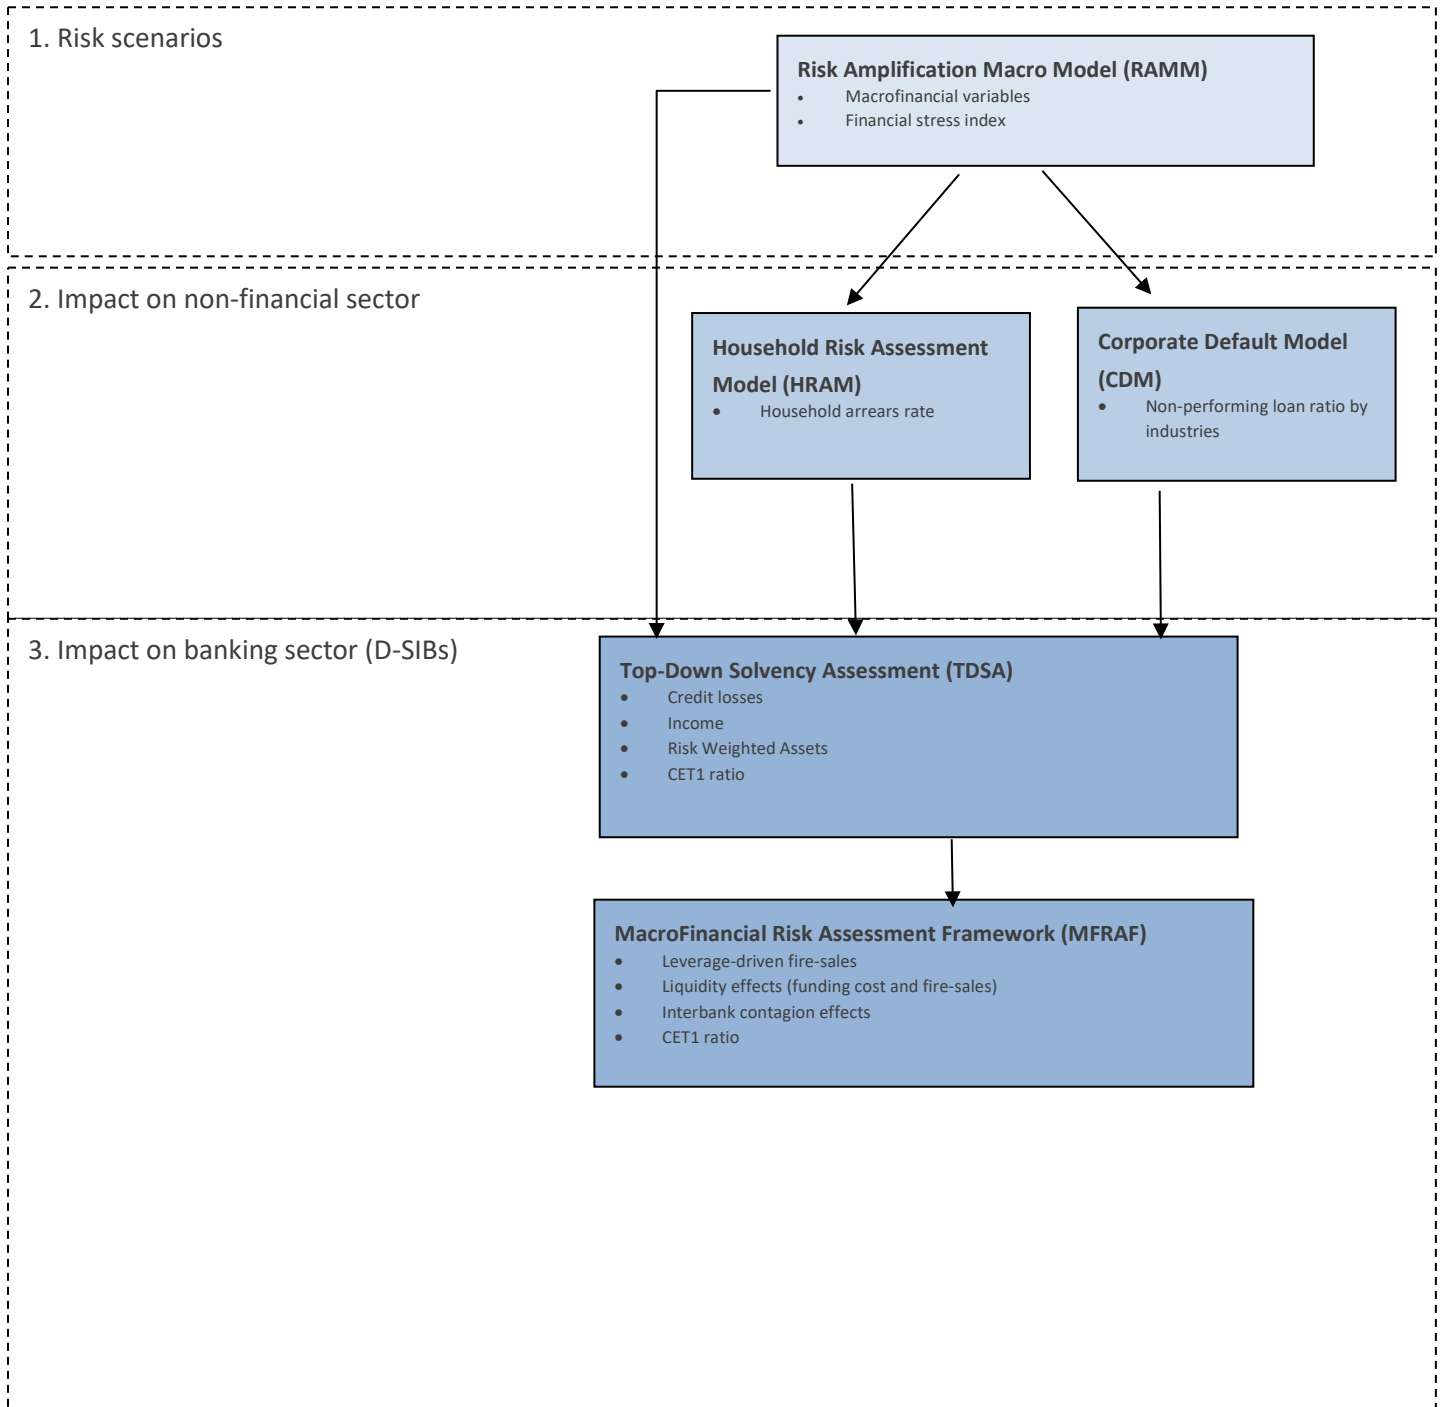 1. Risk scenarios
Risk Amplification Macro Model (RAMM)
• Macrofinancial variables
• Financial stress index
2. Impact on non-financial sector
Household Risk Assessment
Model (HRAM)
• Household arrears rate
Corporate Default Model
(CDM)
• Non-performing loan ratio by
industries
3. Impact on banking sector (D-SIBs)
Top-Down Solvency Assessment (TDSA)
• Credit losses
• Income
• Risk Weighted Assets
• CET1 ratio
MacroFinancial Risk Assessment Framework (MFRAF)
• Leverage-driven fire-sales
• Liquidity effects (funding cost and fire-sales)
• Interbank contagion effects
• CET1 ratio